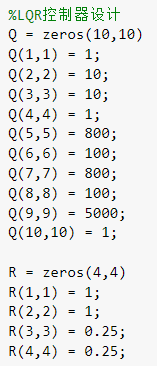 %LQR控制器设计
Q = zeros(10,10)
Q(1,1) = 1;
Q(2,2) = 10;
Q(3,3) = 10;
Q(4,4) = 1;
Q(5,5) = 800;
Q(6,6) = 100;
Q(7,7) = 800;
Q(8,8) = 100;
Q(9,9) = 5000;
Q(10,10) = 1;
R = zeros(4,4)
R(1,1) = 1;
R(2,2) = 1;
R(3,3) = 0.25;
R(4,4) = 0.25;